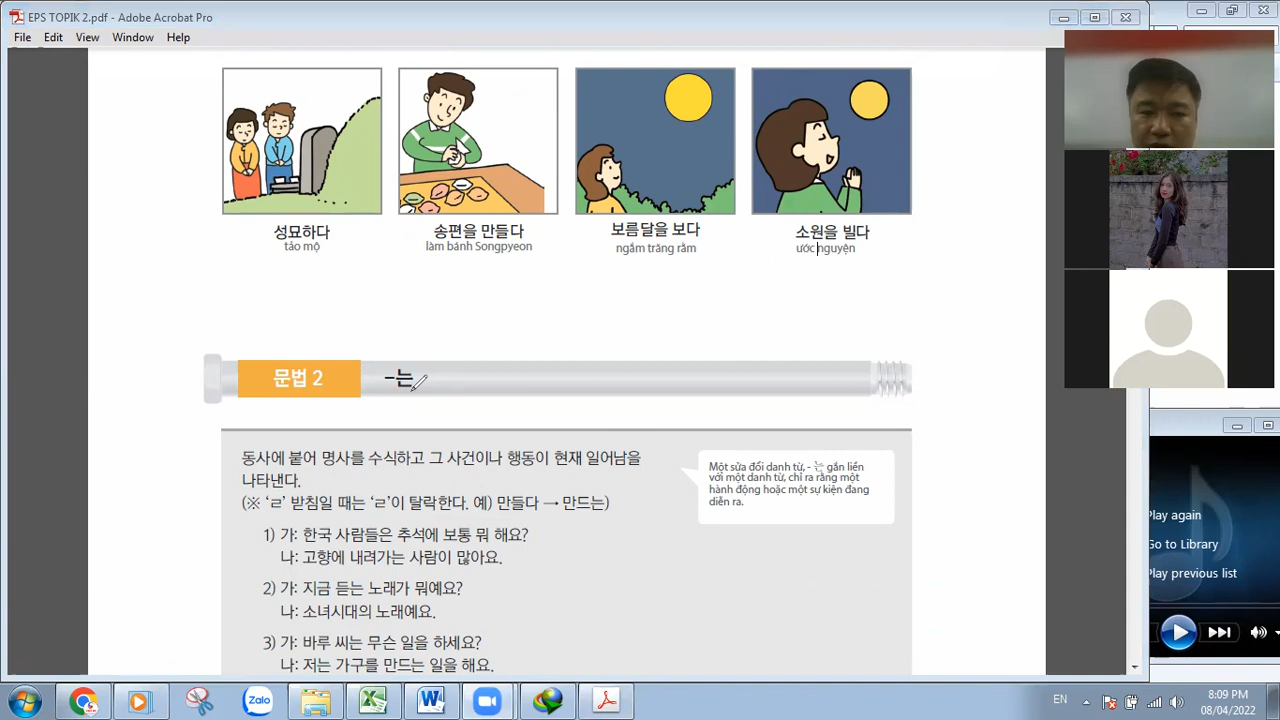 EPS TOPIK 2.pdf - Adobe Acrobat Pro
File Edit View Window Help
성묘하다
tảo mộ
송편을 만들다
làm bánh Songpyeon
보름달을 보다
ngắm trăng rằm
소원을 빌다
ước nguyện
문법 2
-는
동사에 붙어 명사를 수식하고 그 사건이나 행동이 현재 일어남을
나타낸다.
(※ ‘ㄹ’ 받침일 때는 ‘ㄹ’이 탈락한다. 예) 만들다 → 만드는)
Một sửa đổi danh từ, -는 gắn liền
với một danh từ, chỉ ra rằng một
hành động hoặc một sự kiện đang
diễn ra.
1) 가: 한국 사람들은 추석에 보통 뭐 해요?
나: 고향에 내려가는 사람이 많아요.
2) 가: 지금 듣는 노래가 뭐예요?
나: 소녀시대의 노래예요.
3) 가: 바루 씨는 무슨 일을 하세요?
나: 저는 가구를 만드는 일을 해요.
Play again
Go to Library
Play previous list
Zalo
EN
8:09 PM
08/04/2022